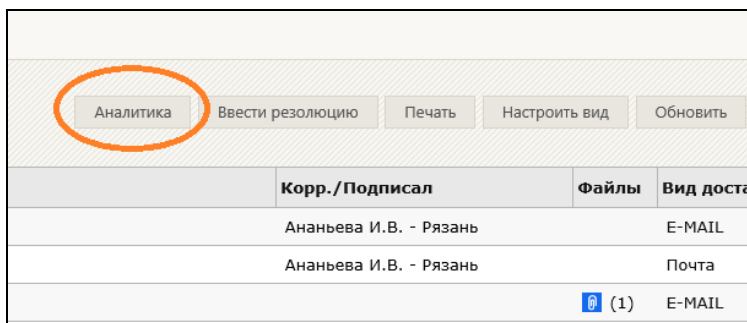 Аналитика Ввести резолюцию Печать Настроить вид Обновить
Корр./Подписал Файлы Вид доста
Ананьева И.В. - Рязань E-MAIL
Ананьева И.В. - Рязань Почта
(1) E-MAIL